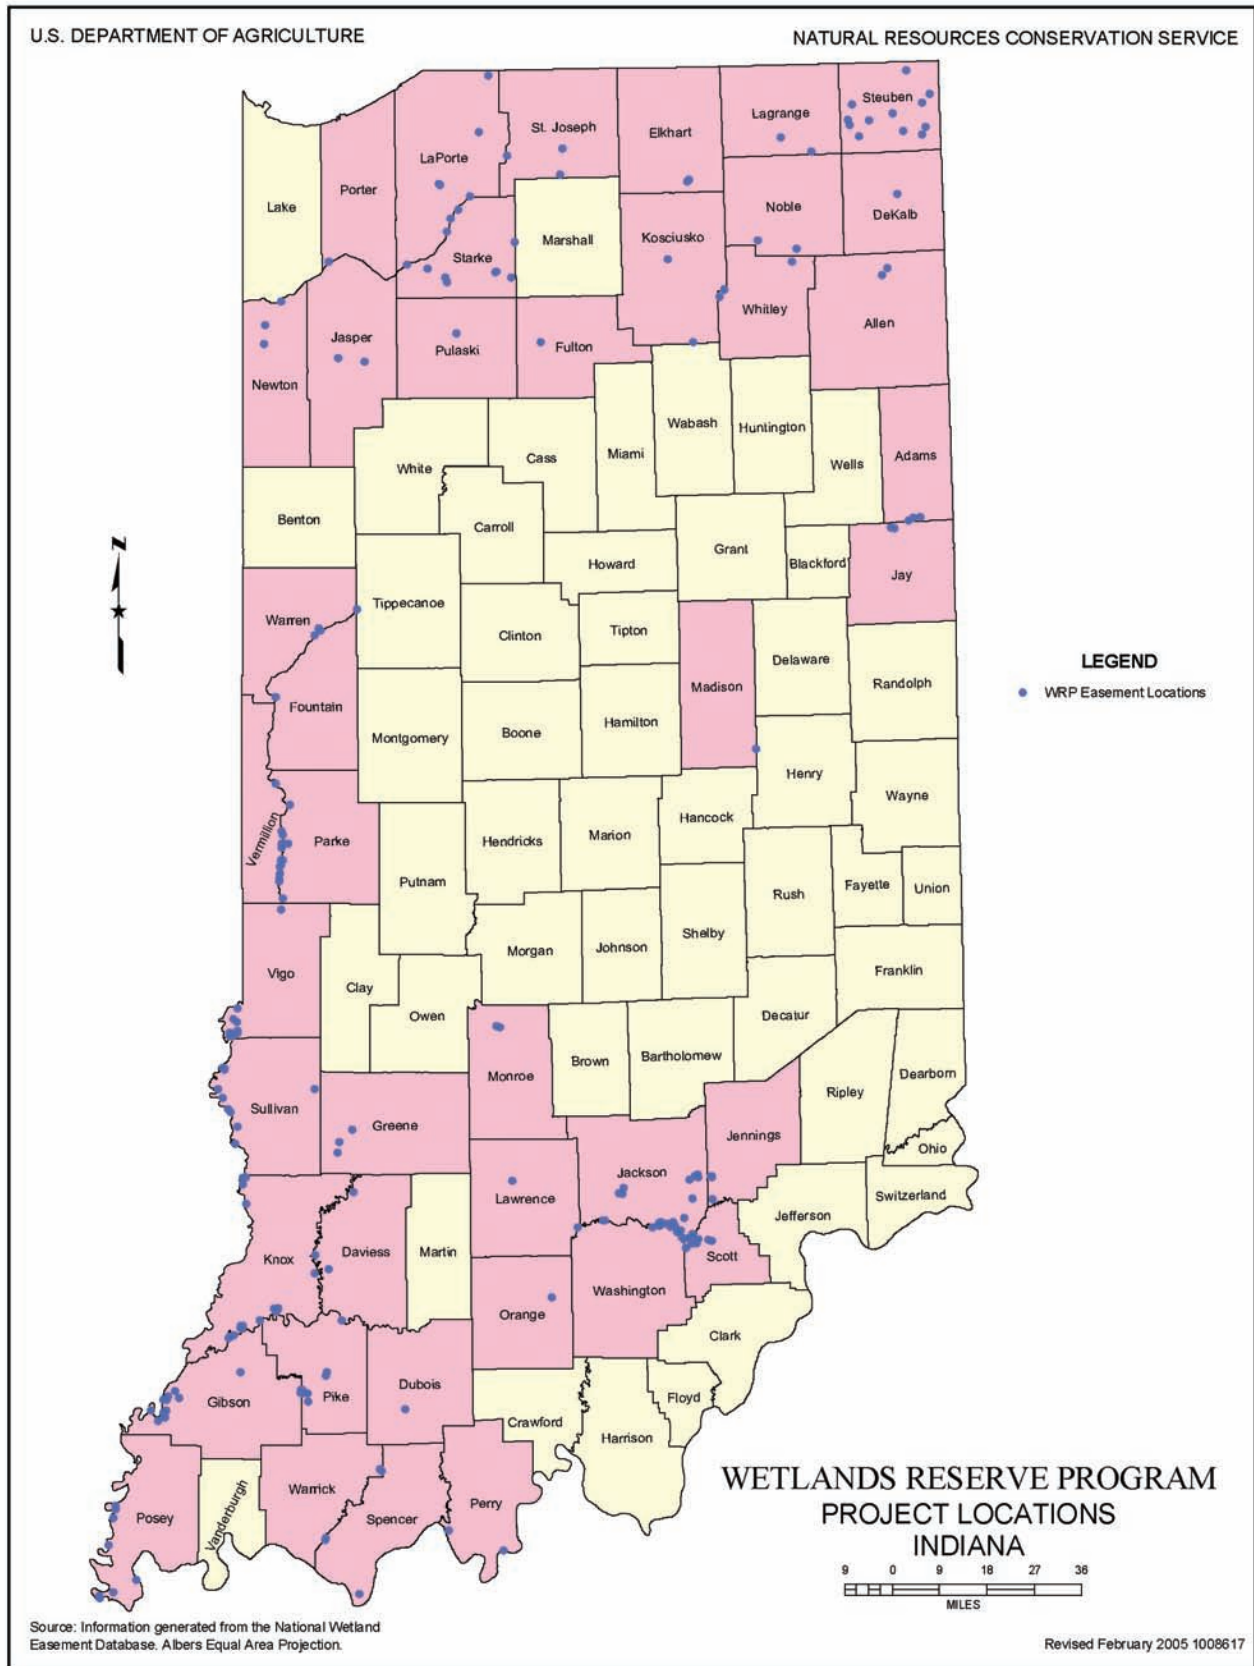 U.S. DEPARTMENT OF AGRICULTURE
NATURAL RESOURCES CONSERVATION SERVICE
Steuben
Lagrange
St. Joseph
Elkhart
LaPorte
Porter
Lake
Noble
DeKalb
Marshall
Kosciusko
Starke
Whitley
Allen
Jasper
Pulaski
Fulton
Newton
Wabash
Huntington
Miami
Cass
White
Wells
Adams
Benton
Carroll
Grant
Howard
Blackford
Jay
Warren
Tippecanoe
Clinton
Tipton
Delaware
Randolph
Madison
Fountain
Montgomery
Boone
Hamilton
Henry
Wayne
Vermillion
Parke
Hendricks
Marion
Hancock
Putnam
Rush
Fayette
Union
Shelby
Morgan
Johnson
Franklin
Vigo
Clay
Owen
Decatur
Monroe
Brown
Bartholomew
Ripley
Dearborn
Sullivan
Greene
Jennings
Ohio
Jackson
Lawrence
Switzerland
Jefferson
Knox
Daviess
Martin
Scott
Washington
Orange
Clark
Gibson
Pike
Dubois
Floyd
Crawford
Harrison
Posey
Vanderburgh
Warrick
Spencer
Perry
N
LEGEND
WRP Easement Locations
WETLANDS RESERVE PROGRAM
PROJECT LOCATIONS
INDIANA
9 0 9 18 27 36
MILES
Source: Information generated from the National Wetland
Easement Database. Albers Equal Area Projection.
Revised February 2005 1008617